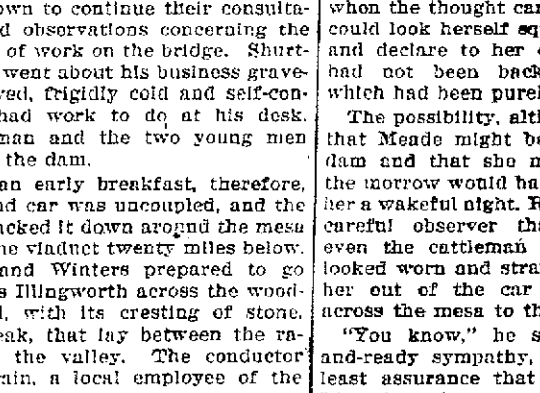 own to continue their consulta-
d observations concerning the
of work on the bridge. Shurt-
went about his business grave-
ved, frigidly cold and self-con-
had work to do at his desk.
man and the two young men
the dam.
an early breakfast, therefore,
nd car was uncoupled, and the
acked it down around the mesa
he viaduct twenty miles below.
and Winters prepared to go
s Illingworth across the wood-
d, with its cresting of stone,
eak, that lay between the ra-
the valley. The conductor
rain, a local employee of the
when the thought car
could look herself sq
and declare to her
had not been back
which had been purel
The possibility, alt
that Meade might b
dam and that she m
the morrow would ha
her a wakeful night. H
careful observer tha
even the cattleman
looked worn and stra
her out of the car
across the mesa to th
"You know," he s
and-ready sympathy,
least assurance that